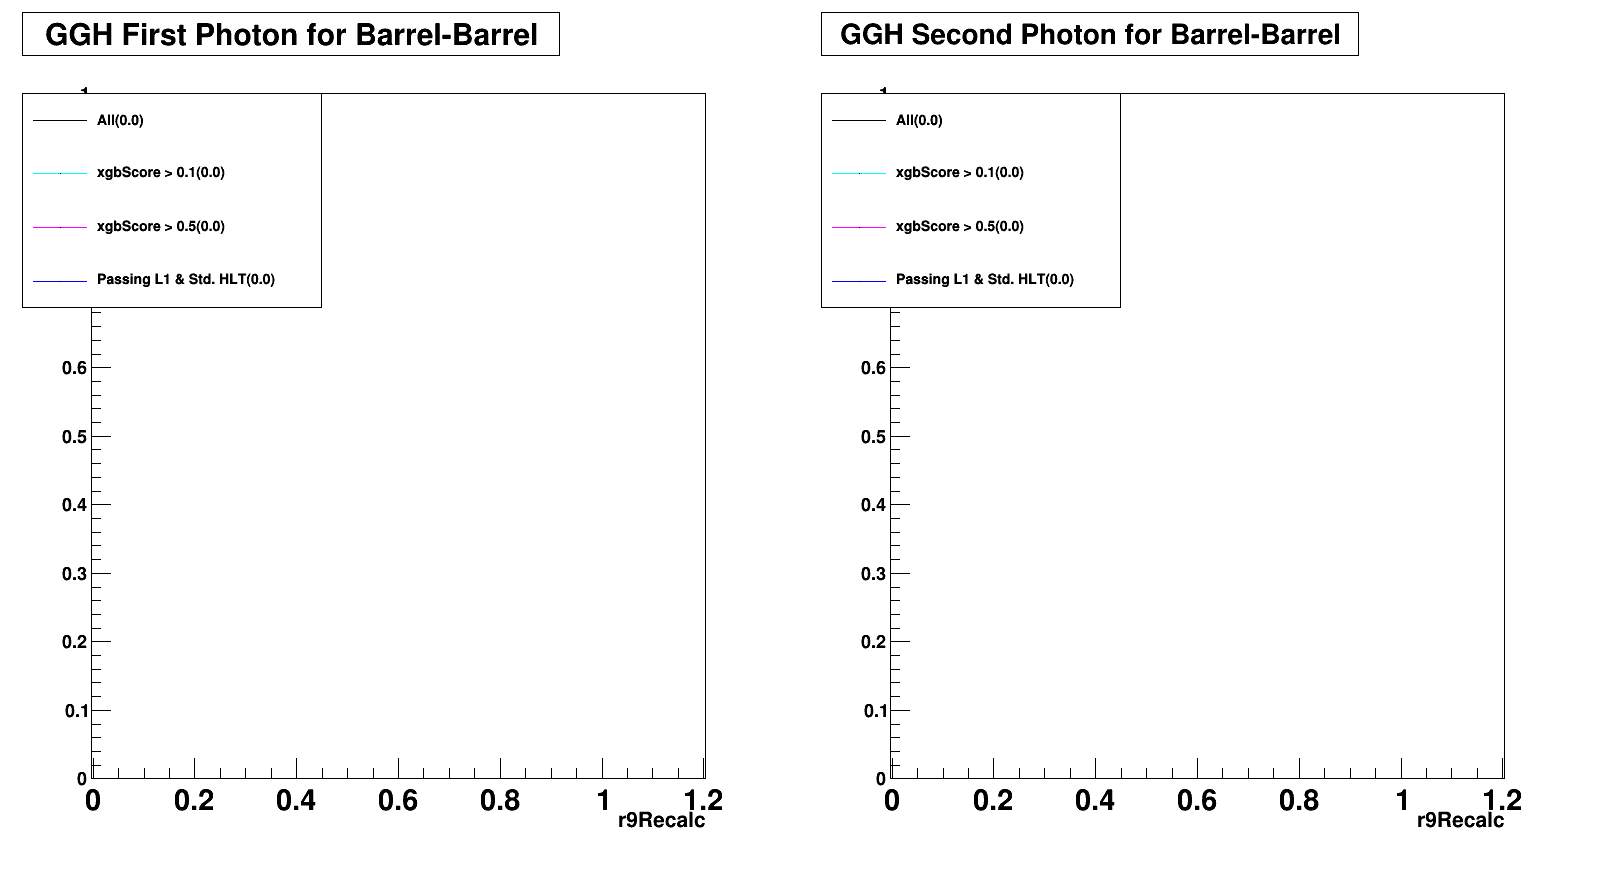 GGH First Photon for Barrel-Barrel
1
All(0.0)
xgbScore > 0.1(0.0)
xgbScore > 0.5(0.0)
Passing L1 & Std. HLT(0.0)
0.6
0.5
0.4
0.3
0.2
0.1
0
0 0.2 0.4 0.6 0.8 1 1.2
r9Recalc
GGH Second Photon for Barrel-Barrel
1
All(0.0)
xgbScore > 0.1(0.0)
xgbScore > 0.5(0.0)
Passing L1 & Std. HLT(0.0)
0.6
0.5
0.4
0.3
0.2
0.1
0
0 0.2 0.4 0.6 0.8 1 1.2
r9Recalc